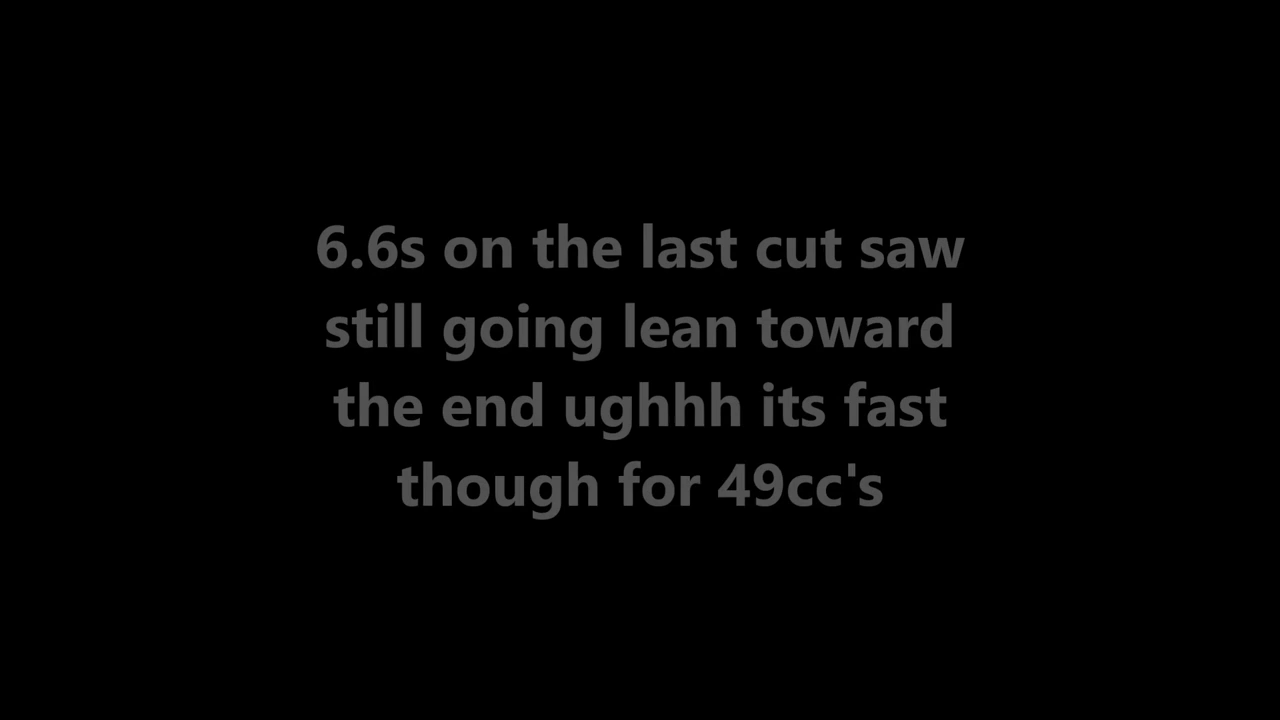 6.6s on the last cut saw
still going lean toward
the end ughhh its fast
though for 49cc's